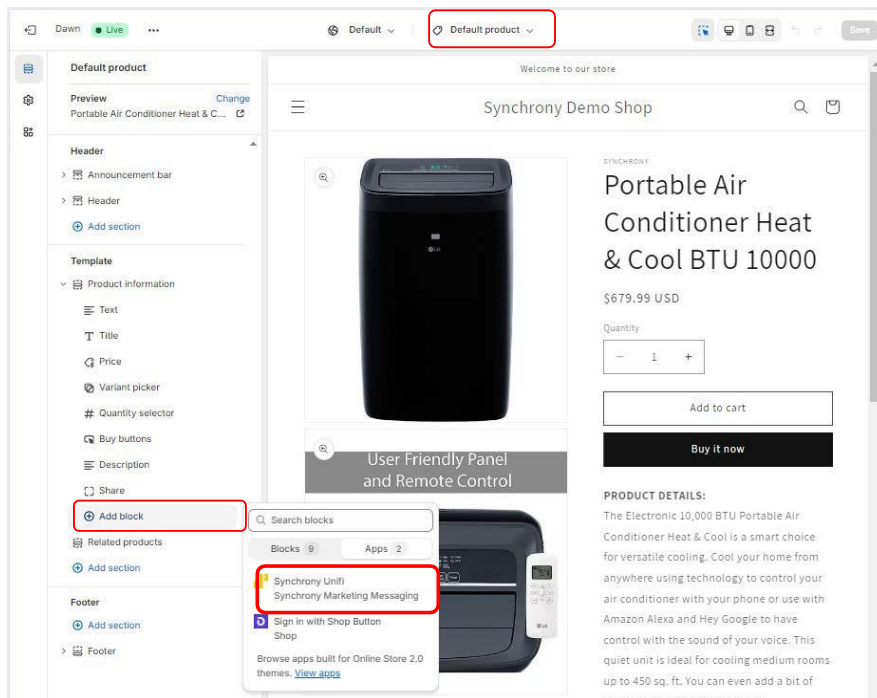 Dawn
Live
Default
Default product
Save
Default product
Preview
Change
Portable Air Conditioner Heat & C...
Header
Announcement bar
Header
Add section
Template
Product information
Text
Title
Price
Variant picker
Quantity selector
Buy buttons
Description
Share
Add block
Related products
Add section
Footer
Add section
Footer
Search blocks
Blocks 9
Apps 2
Synchrony Unifi
Synchrony Marketing Messaging
Sign in with Shop Button
Shop
Browse apps built for Online Store 2.0
themes. View apps
Welcome to our store
Synchrony Demo Shop
LG
User Friendly Panel
and Remote Control
LG
SYNCHRONY
Portable Air
Conditioner Heat
& Cool BTU 10000
$679.99 USD
Quantity
1
Add to cart
Buy it now
PRODUCT DETAILS:
The Electronic 10,000 BTU Portable Air
Conditioner Heat & Cool is a smart choice
for versatile cooling. Cool your home from
anywhere using technology to control your
air conditioner with your phone or use with
Amazon Alexa and Hey Google to have
control with the sound of your voice. This
quiet unit is ideal for cooling medium rooms
up to 450 sq. ft. You can even add a bit of